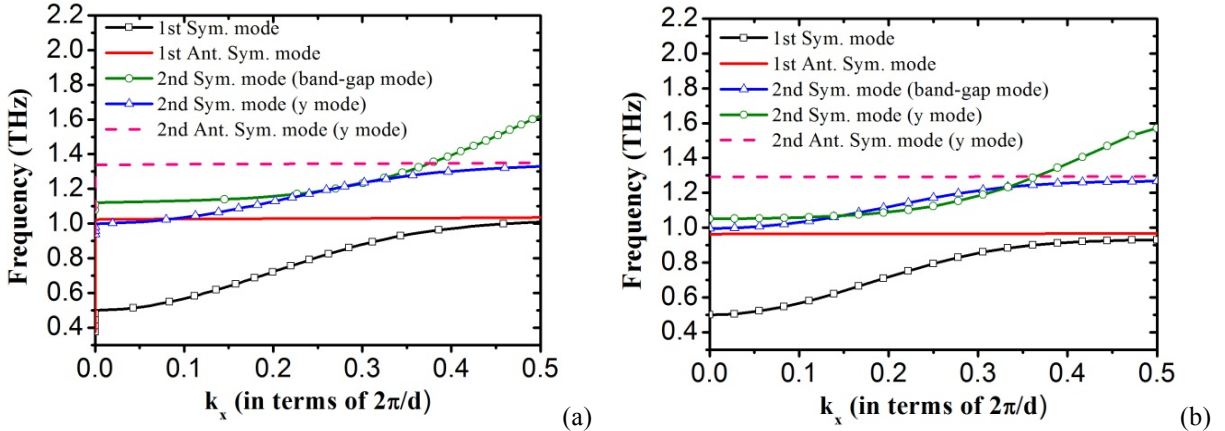 2.2
2.0
1.8
1.6
1.4
1.2
1.0
0.8
0.6
0.4
Frequency (THz)
1st Sym. mode
1st Ant. Sym. mode
2nd Sym. mode (band-gap mode)
2nd Sym. mode (y mode)
2nd Ant. Sym. mode (y mode)
0.0 0.1 0.2 0.3 0.4 0.5
kx (in terms of 2π/d)
(a)
2.2
2.0
1.8
1.6
1.4
1.2
1.0
0.8
0.6
0.4
Frequency (THz)
1st Sym. mode
1st Ant. Sym. mode
2nd Sym. mode (band-gap mode)
2nd Sym. mode (y mode)
2nd Ant. Sym. mode (y mode)
0.0 0.1 0.2 0.3 0.4 0.5
kx (in terms of 2π/d)
(b)